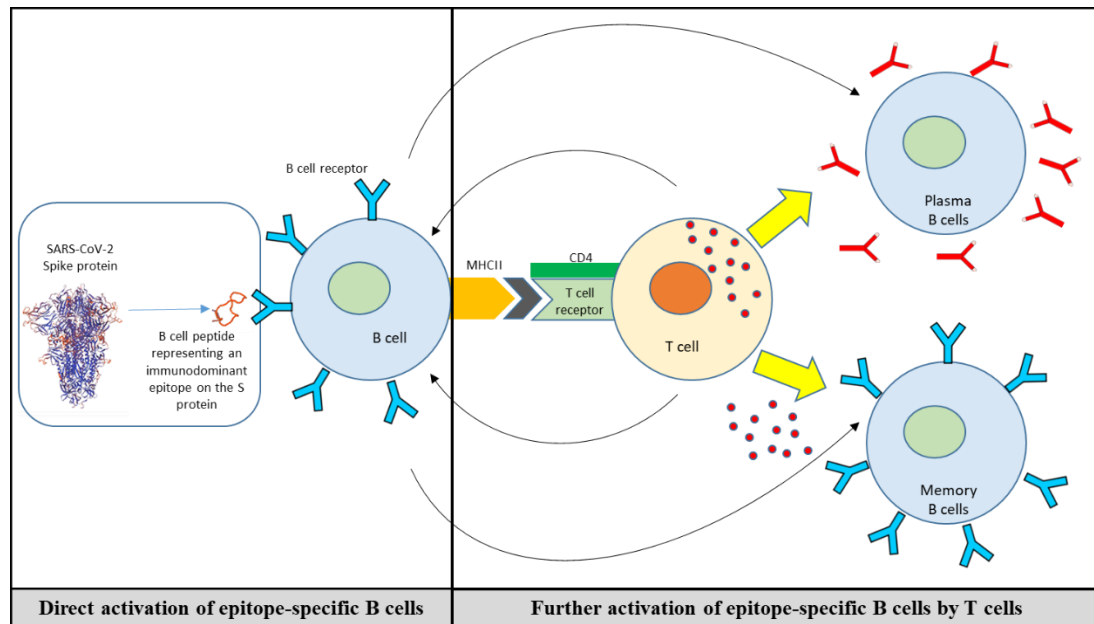 B cell receptor
SARS-CoV-2
Spike protein
B cell peptide
representing an
immunodominant
epitope on the S
protein
B cell
MHCII
CD4
T cell
receptor
T cell
Plasma
B cells
Memory
B cells
Direct activation of epitope-specific B cells
Further activation of epitope-specific B cells by T cells